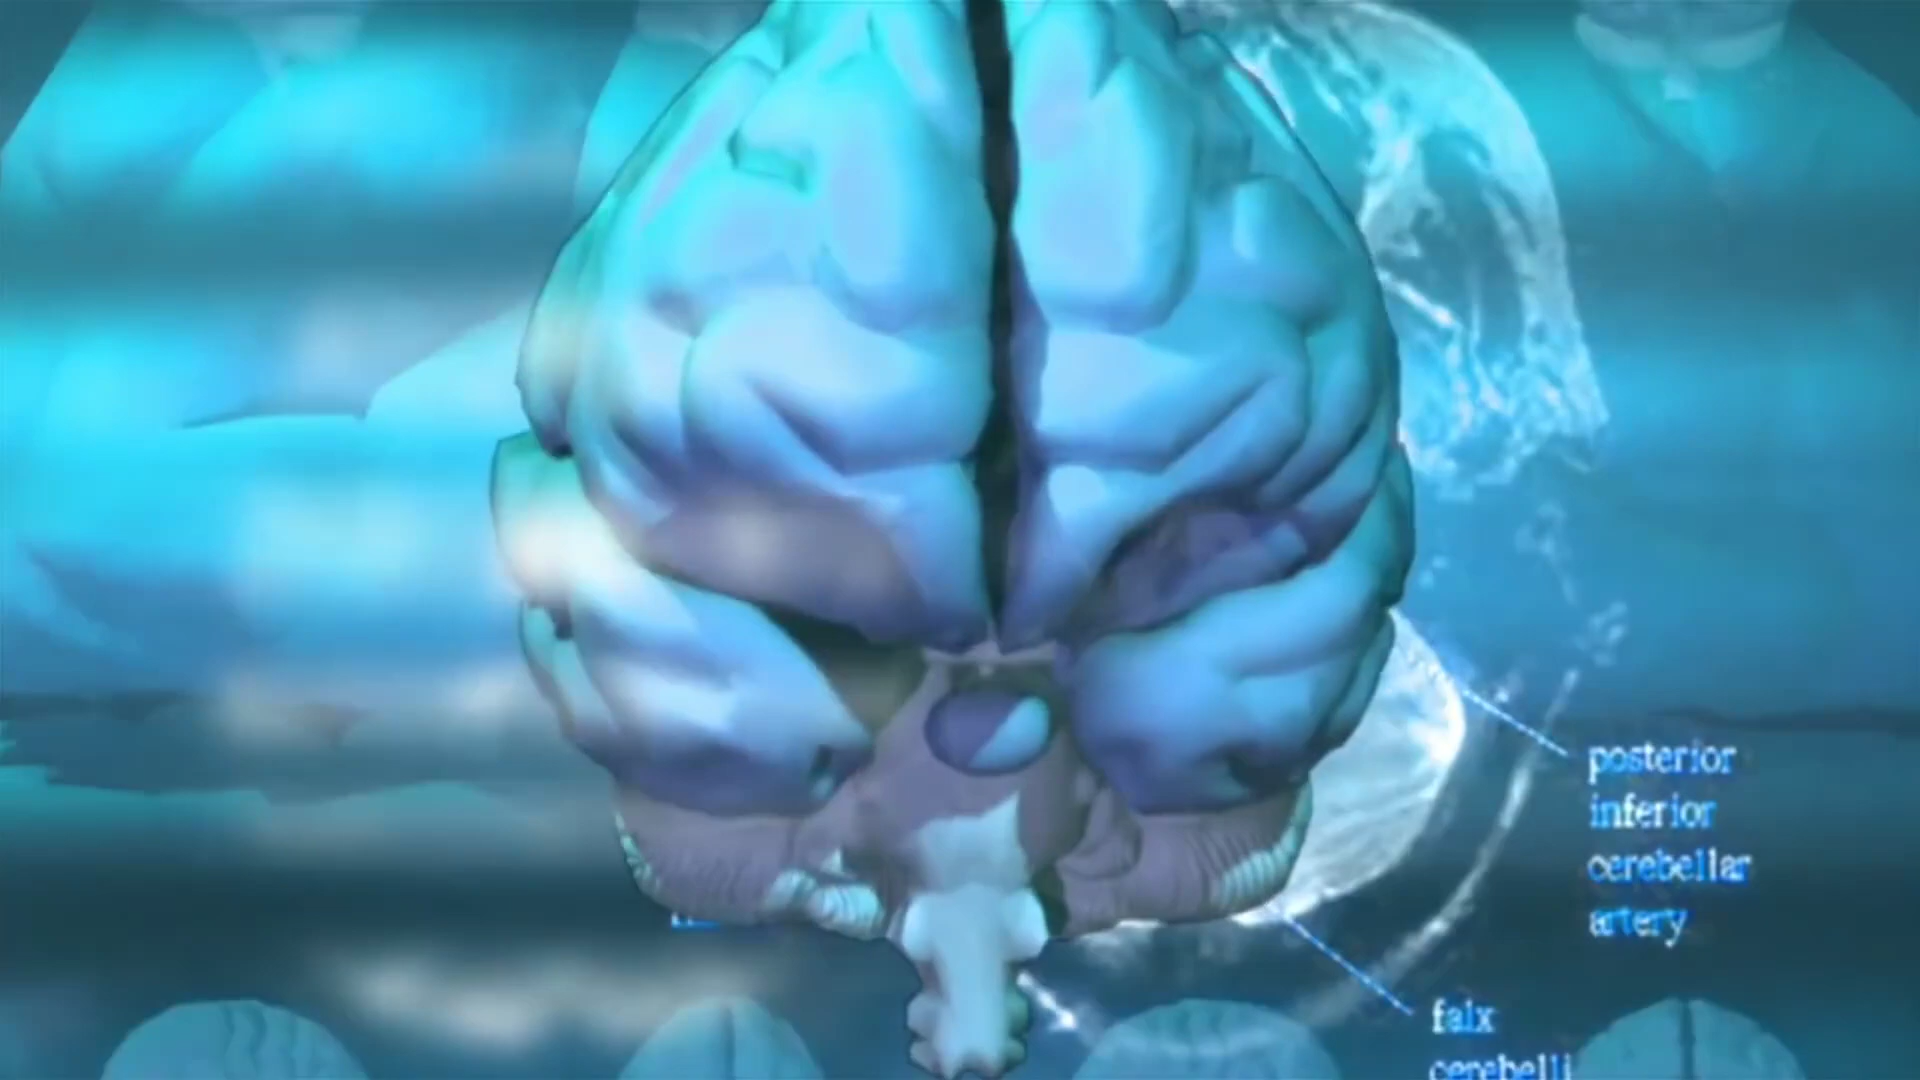 posterior
inferior
cerebellar
artery
falx
cerebelli